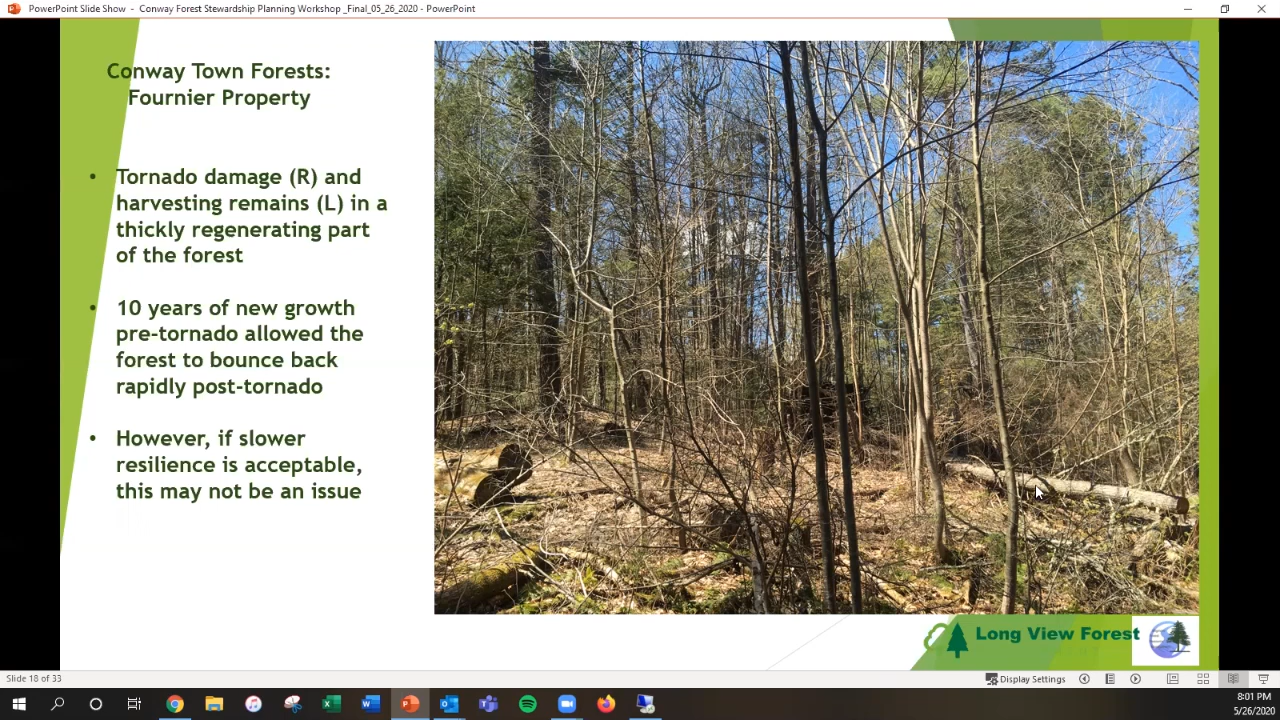 PowerPoint Slide Show - Conway Forest Stewardship Planning Workshop _Final_05_26_2020 - PowerPoint
Conway Town Forests:
Fournier Property
• Tornado damage (R) and
harvesting remains (L) in a
thickly regenerating part
of the forest
• 10 years of new growth
pre-tornado allowed the
forest to bounce back
rapidly post-tornado
• However, if slower
resilience is acceptable,
this may not be an issue
Long View Forest
Slide 18 of 33
Display Settings
8:01 PM
5/26/2020